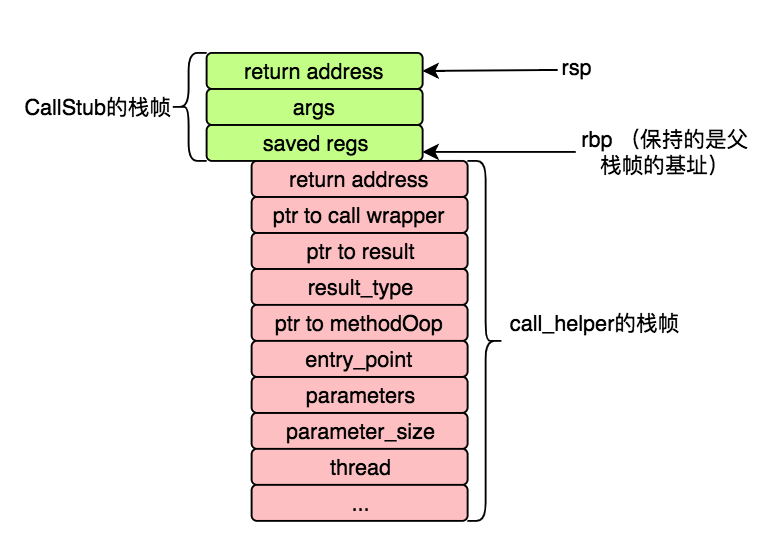 return address
rsp
CallStub的栈帧
args
saved regs
rbp （保持的是父
栈帧的基址）
return address
ptr to call wrapper
ptr to result
result_type
ptr to methodOop
call_helper的栈帧
entry_point
parameters
parameter_size
thread
...